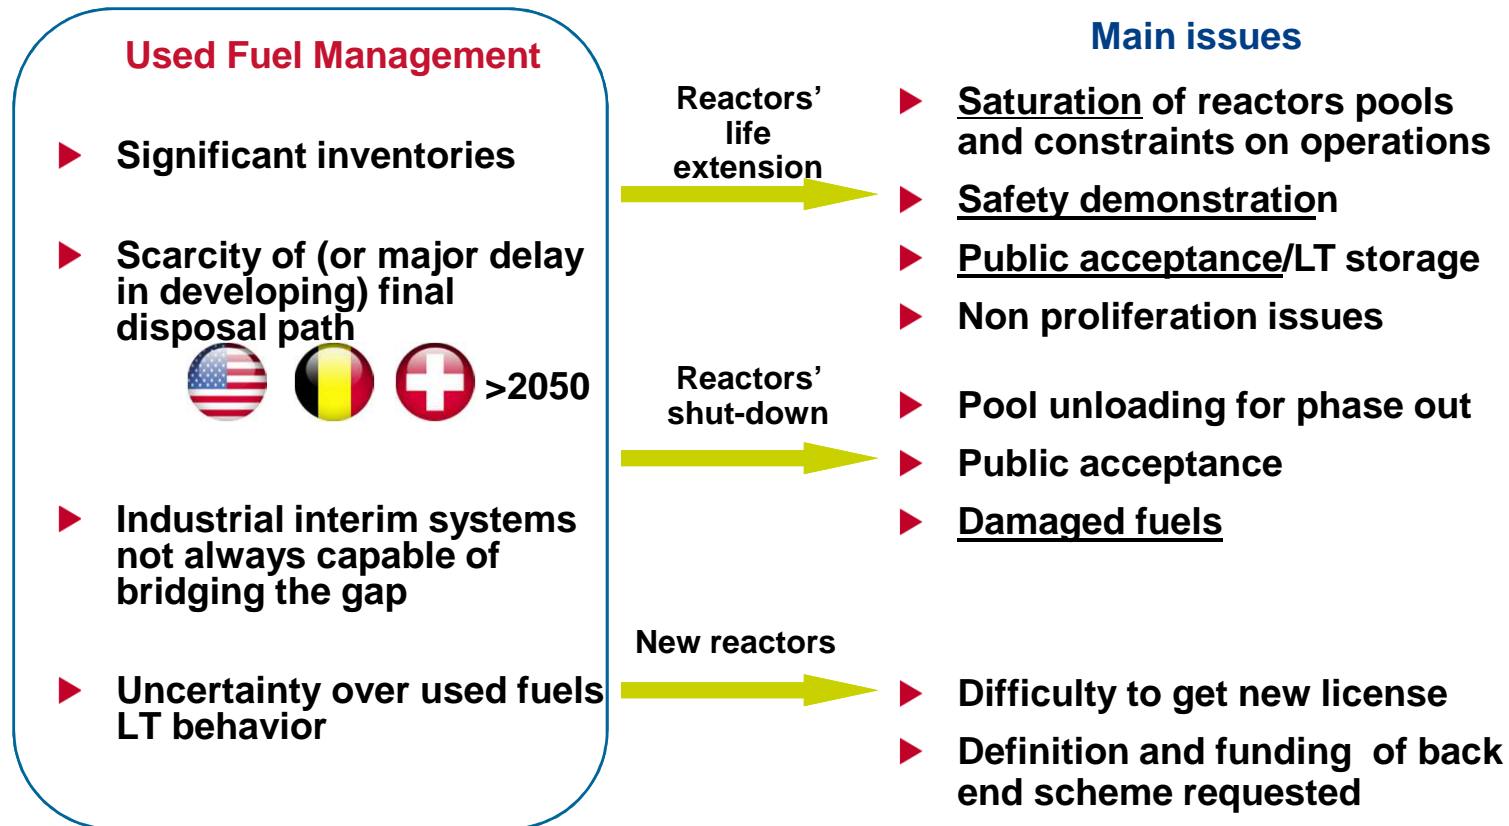 Used Fuel Management
Significant inventories
Scarcity of (or major delay
in developing) final
disposal path
>2050
Industrial interim systems
not always capable of
bridging the gap
Uncertainty over used fuels
LT behavior
Reactors’
life
extension
Reactors’
shut-down
New reactors
Main issues
Saturation of reactors pools
and constraints on operations
Safety demonstration
Public acceptance/LT storage
Non proliferation issues
Pool unloading for phase out
Public acceptance
Damaged fuels
Difficulty to get new license
Definition and funding of back
end scheme requested